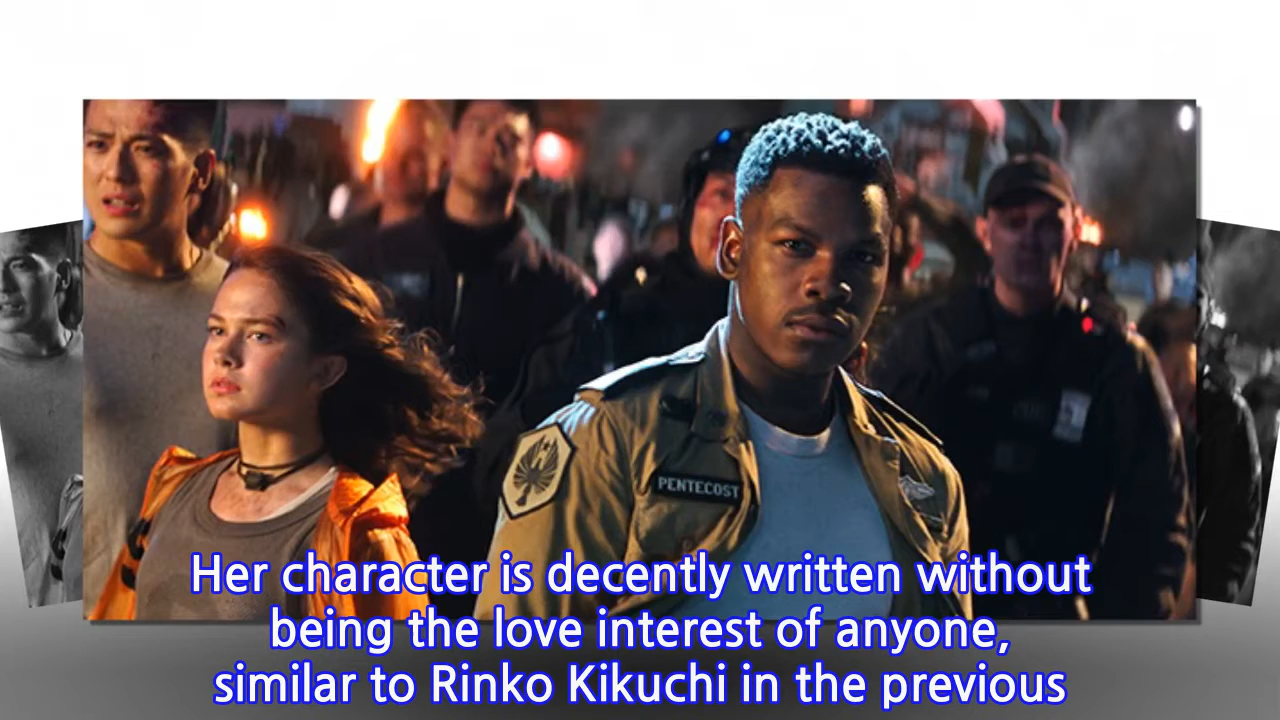 PENTECOST
Her character is decently written without
being the love interest of anyone,
similar to Rinko Kikuchi in the previous